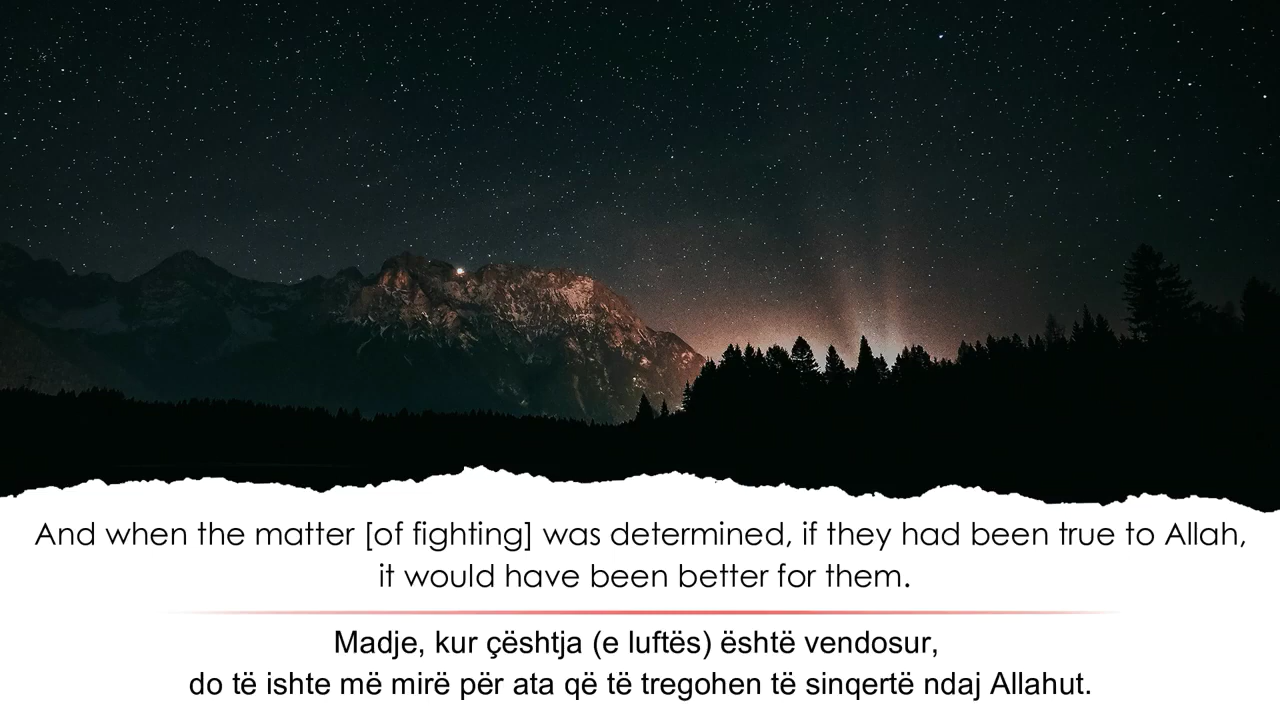 And when the matter [of fighting] was determined, if they had been true to Allah,
it would have been better for them.
Madje, kur çështja (e luftës) është vendosur,
do të ishte më mirë për ata që të tregohen të sinqertë ndaj Allahut.